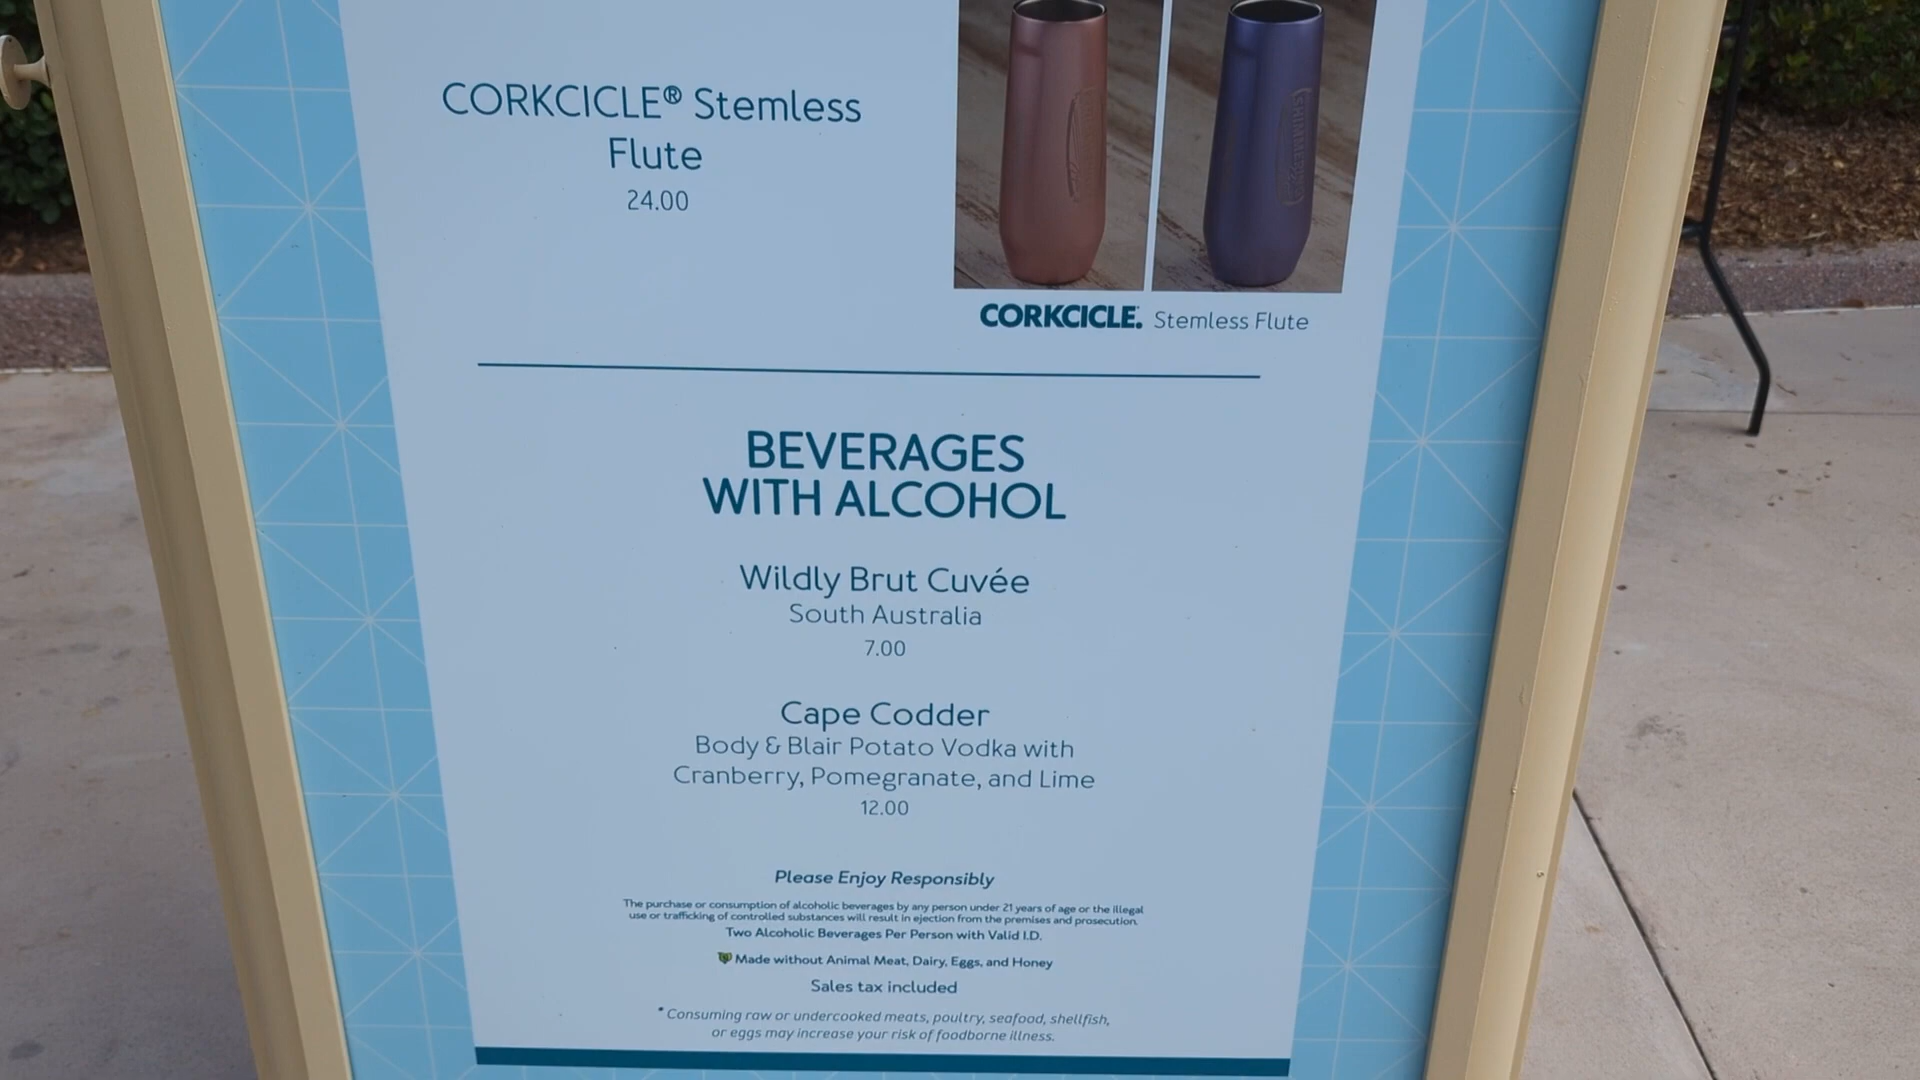 CORKCICLE® Stemless
Flute
24.00
CORKCICLE. Stemless Flute
BEVERAGES
WITH ALCOHOL
Wildly Brut Cuvée
South Australia
7.00
Cape Codder
Body & Blair Potato Vodka with
Cranberry, Pomegranate, and Lime
12.00
Please Enjoy Responsibly
The purchase or consumption of alcoholic beverages by any person under 21 years of age or the illegal
use or trafficking of controlled substances will result in ejection from the premises and prosecution.
Two Alcoholic Beverages Per Person with Valid I.D.
Made without Animal Meat, Dairy, Eggs, and Honey
Sales tax included
* Consuming raw or undercooked meats, poultry, seafood, shellfish,
or eggs may increase your risk of foodborne illness.